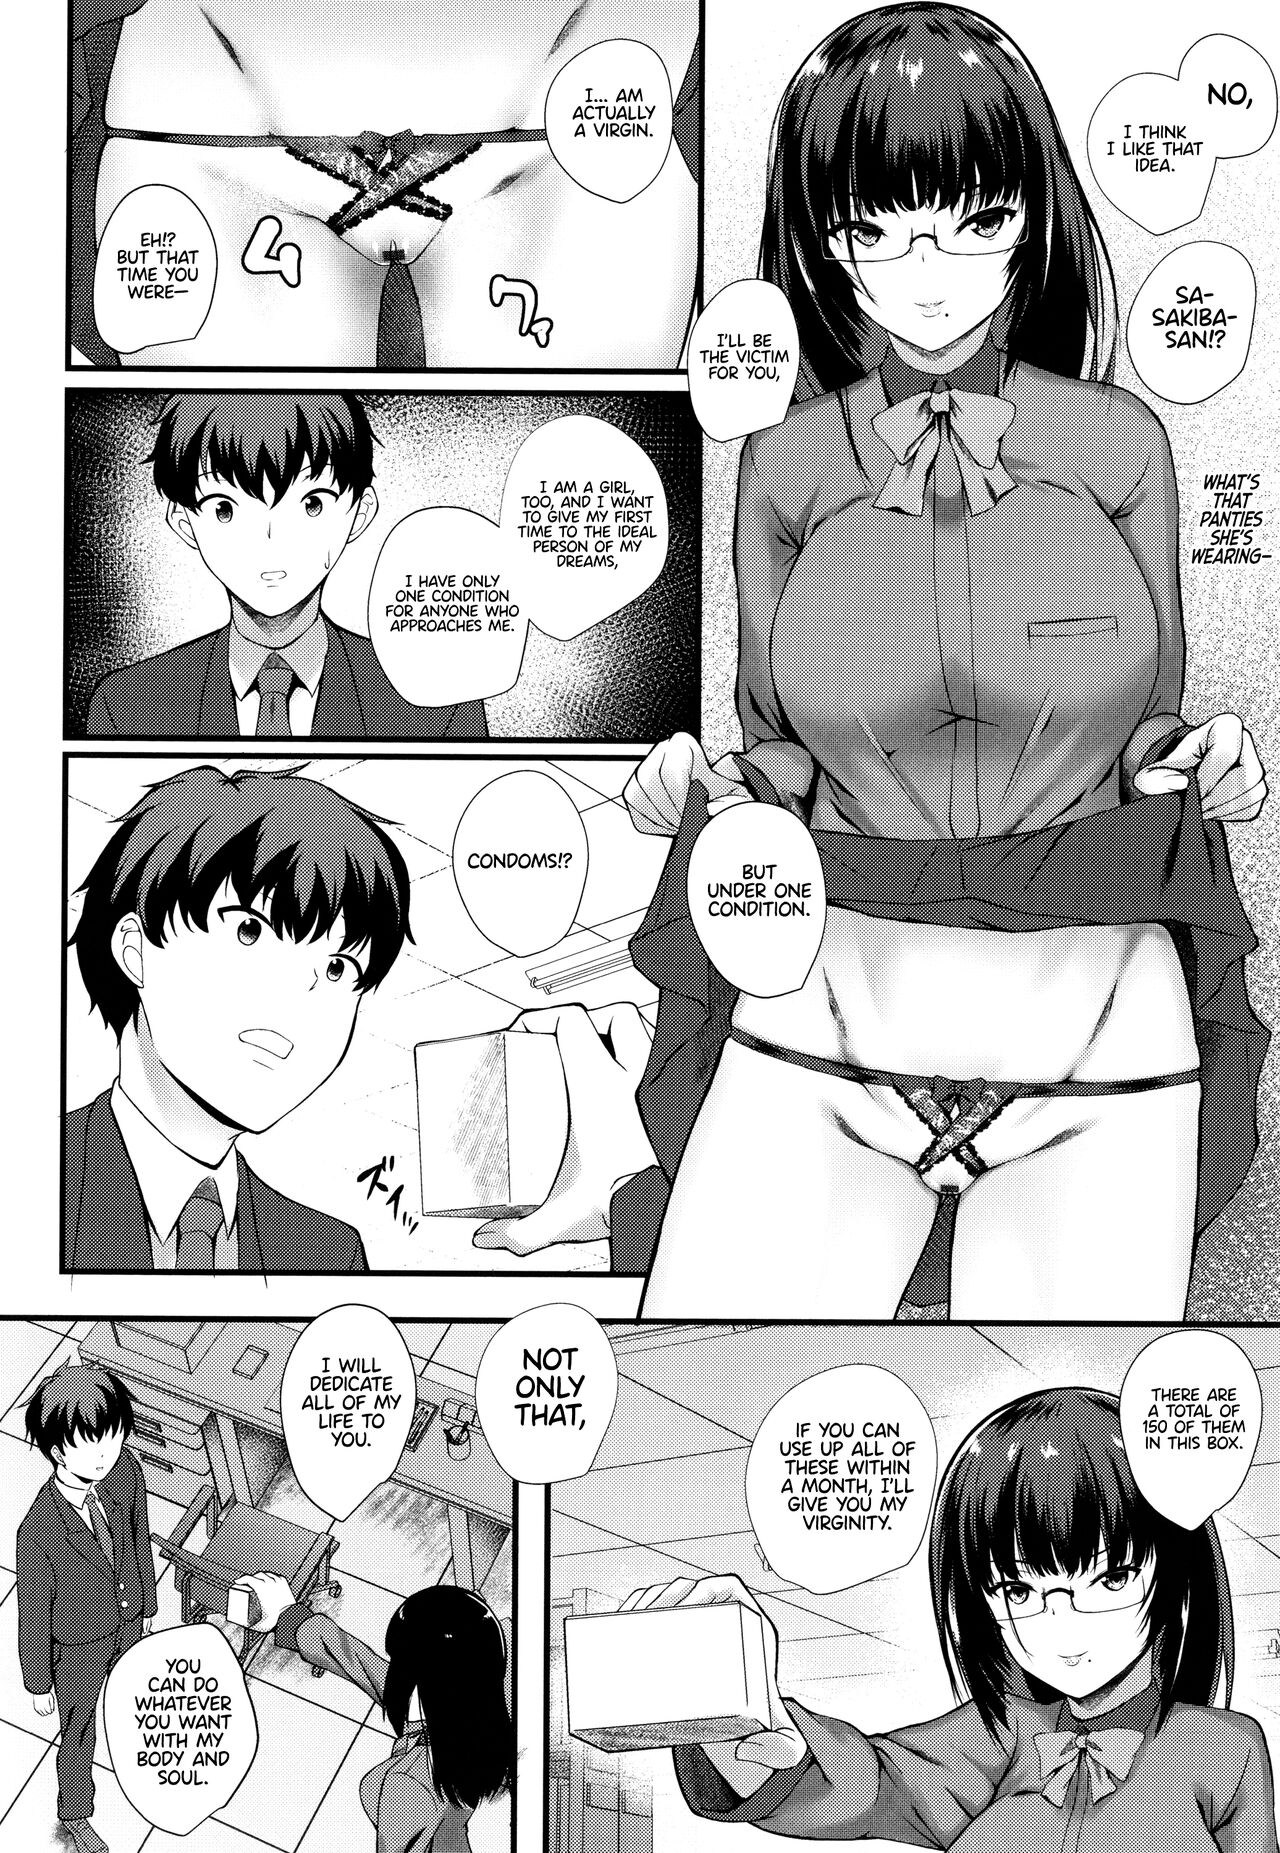 NO,
I THINK
I LIKE THAT
IDEA.
SA-
SAKIBA-
SAN!?
I'LL BE
THE VICTIM
FOR YOU,
WHAT'S
THAT
PANTIES
SHE'S
WEARING-
BUT
UNDER ONE
CONDITION.
I... AM
ACTUALLY
A VIRGIN.
EH!?
BUT THAT
TIME YOU
WERE—
ムワ
I AM A GIRL,
TOO, AND I WANT
TO GIVE MY FIRST
TIME TO THE IDEAL
PERSON OF MY
DREAMS,
I HAVE ONLY
ONE CONDITION
FOR ANYONE WHO
APPROACHES ME.
CONDOMS!?
ズイッ
THERE ARE
A TOTAL OF
150 OF THEM
IN THIS BOX.
IF YOU CAN
USE UP ALL OF
THESE WITHIN
A MONTH, I'LL
GIVE YOU MY
VIRGINITY.
NOT
ONLY
THAT,
I WILL
DEDICATE
ALL OF MY
LIFE TO
YOU.
YOU
CAN DO
WHATEVER
YOU WANT
WITH MY
BODY AND
SOUL.